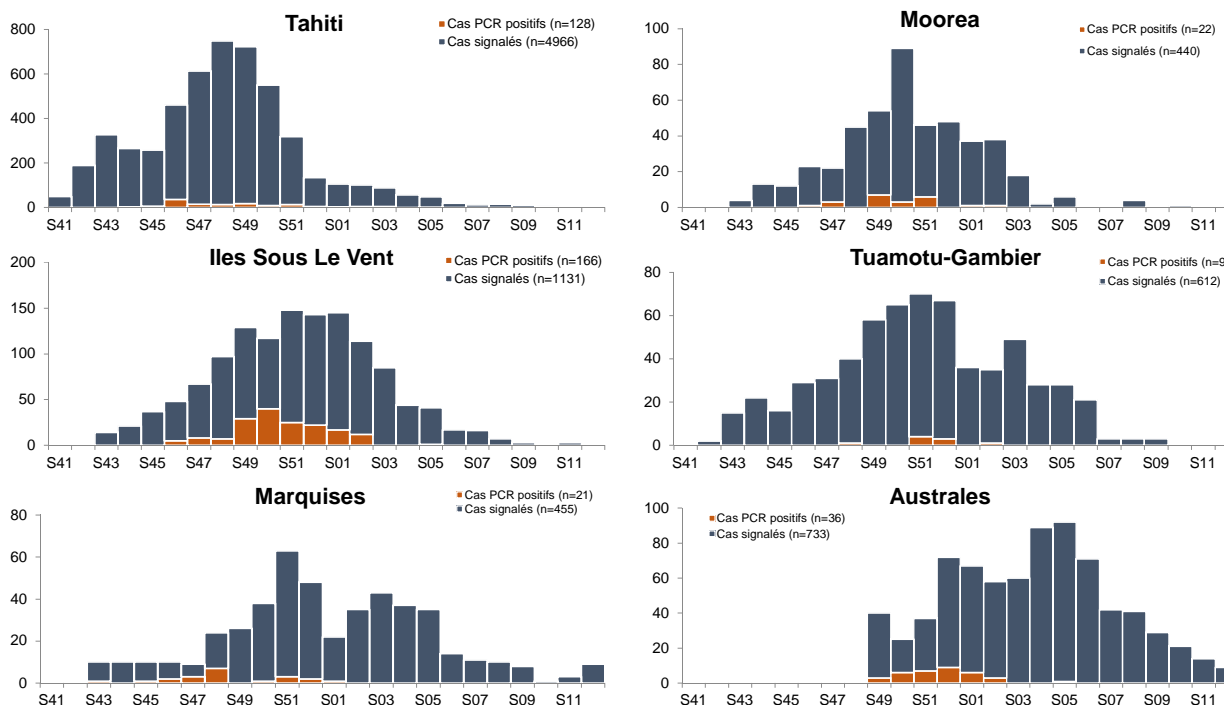 Tahiti
Cas PCR positifs (n=128)
Cas signalés (n=4966)
800
600
400
200
0
S41 S43 S45 S47 S49 S51 S01 S03 S05 S07 S09 S11
Moorea
Cas PCR positifs (n=22)
Cas signalés (n=440)
100
80
60
40
20
0
S41 S43 S45 S47 S49 S51 S01 S03 S05 S07 S09 S11
Iles Sous Le Vent
Cas PCR positifs (n=166)
Cas signalés (n=1131)
200
150
100
50
0
S41 S43 S45 S47 S49 S51 S01 S03 S05 S07 S09 S11
Tuamotu-Gambier
Cas PCR positifs (n=9
Cas signalés (n=612)
80
60
40
20
0
S41 S43 S45 S47 S49 S51 S01 S03 S05 S07 S09 S11
Marquises
Cas PCR positifs (n=21)
Cas signalés (n=455)
80
60
40
20
0
S41 S43 S45 S47 S49 S51 S01 S03 S05 S07 S09 S11
Australes
Cas PCR positifs (n=36)
Cas signalés (n=733)
100
80
60
40
20
0
S41 S43 S45 S47 S49 S51 S01 S03 S05 S07 S09 S11